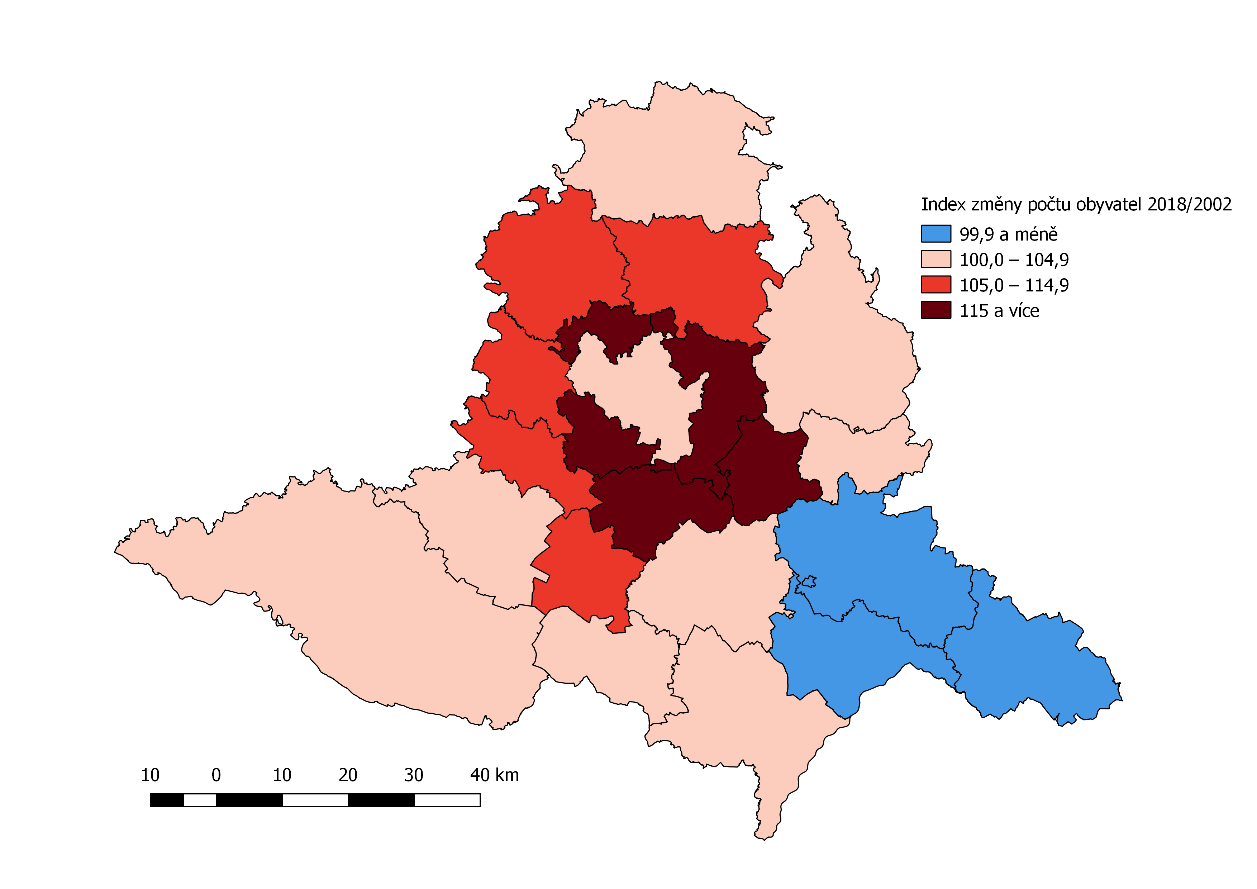 Index změny počtu obyvatel 2018/2002
99,9 a méně
100,0 – 104,9
105,0 – 114,9
115 a více
10 0 10 20 30 40 km